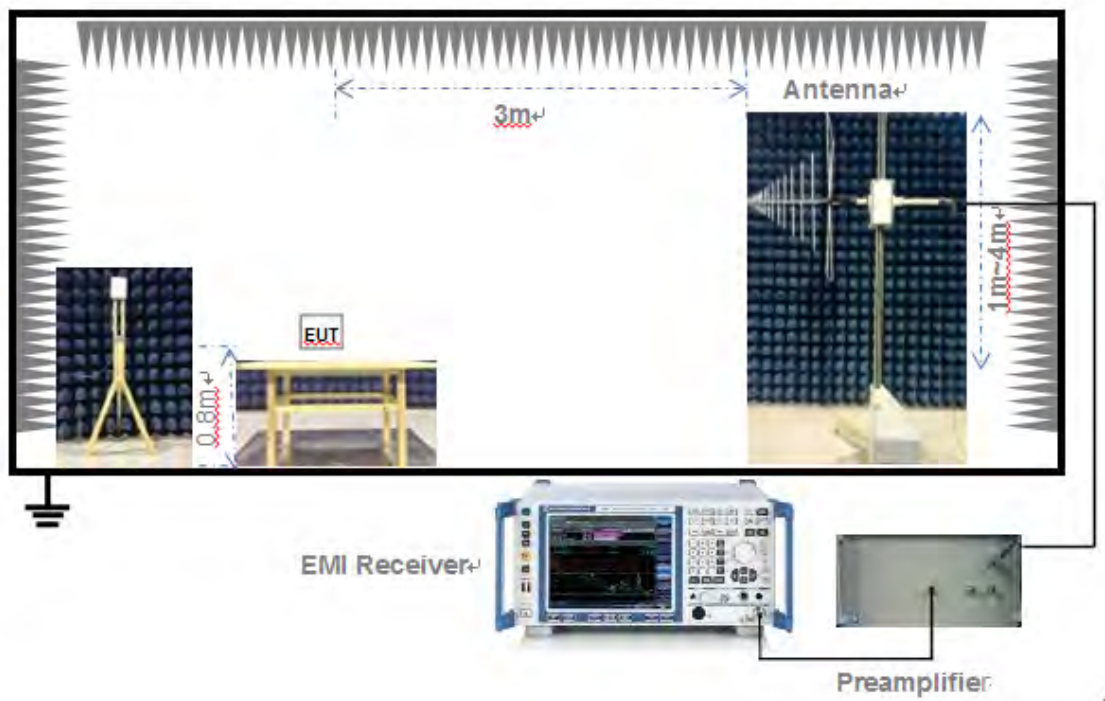 Antenna
3m
1m~4m
EUT
0.8m
EMI Receiver
Preamplifier